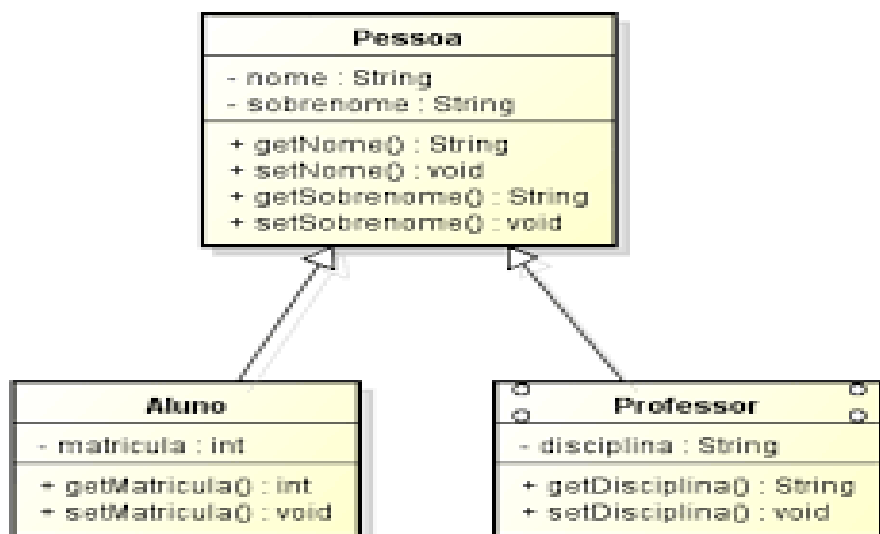 Pessoa
- nome : String
- sobrenome : String
+ getNome() : String
+ setNome() : void
+ getSobrenome() : String
+ setSobrenome() : void
Aluno
- matricula : int
+ getMatricula() : int
+ setMatricula() : void
Professor
- disciplina : String
+ getDisciplina() : String
+ setDisciplina() : void